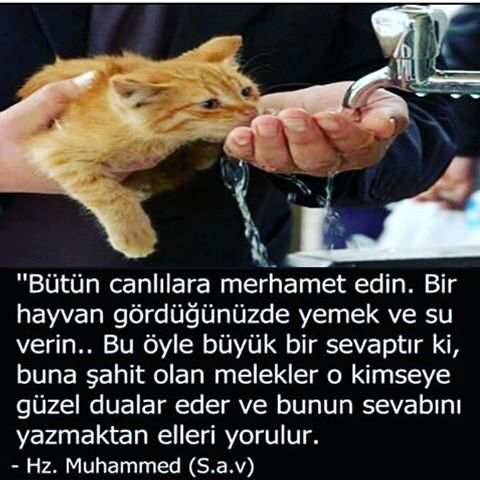 "Bütün canlılara merhamet edin. Bir
hayvan gördüğünüzde yemek ve su
verin.. Bu öyle büyük bir sevaptır ki,
buna şahit olan melekler o kimseye
güzel dualar eder ve bunun sevabını
yazmaktan elleri yorulur.
- Hz. Muhammed (S.a.v)